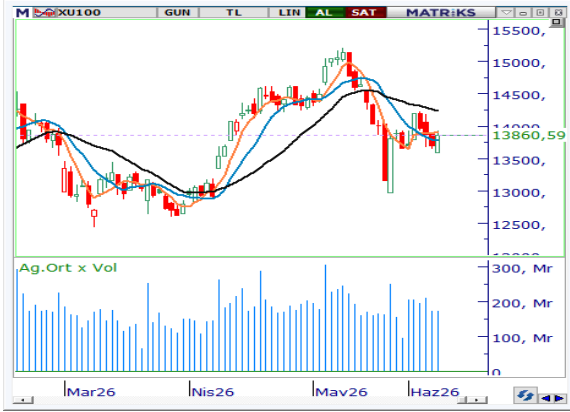 M XU100 GUN TL LIN AL SAT MATRiKS
15500,
15000,
14500,
14000,
13860,59
13500,
13000,
12500,
12000,
Ag.Ort x Vol
300, Mr
200, Mr
100, Mr
0
Mar26 Nis26 May26 Haz26